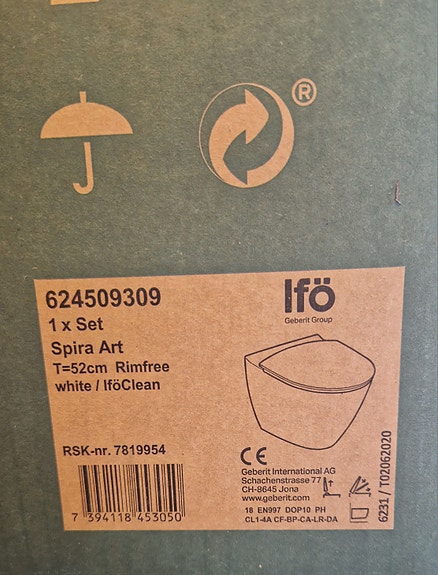 ®
624509309
1 x Set
Spira Art
T=52cm Rimfree
white / IföClean
Ifö
Geberit Group
RSK-nr. 7819954
7 394118 453050
CE
Geberit International AG
Schachenstrasse 77
CH-8645 Jona
www.geberit.com
18 EN997 DOP10 PH
CL1-4A CF-BP-CA-LR-DA
6231 / T02062020